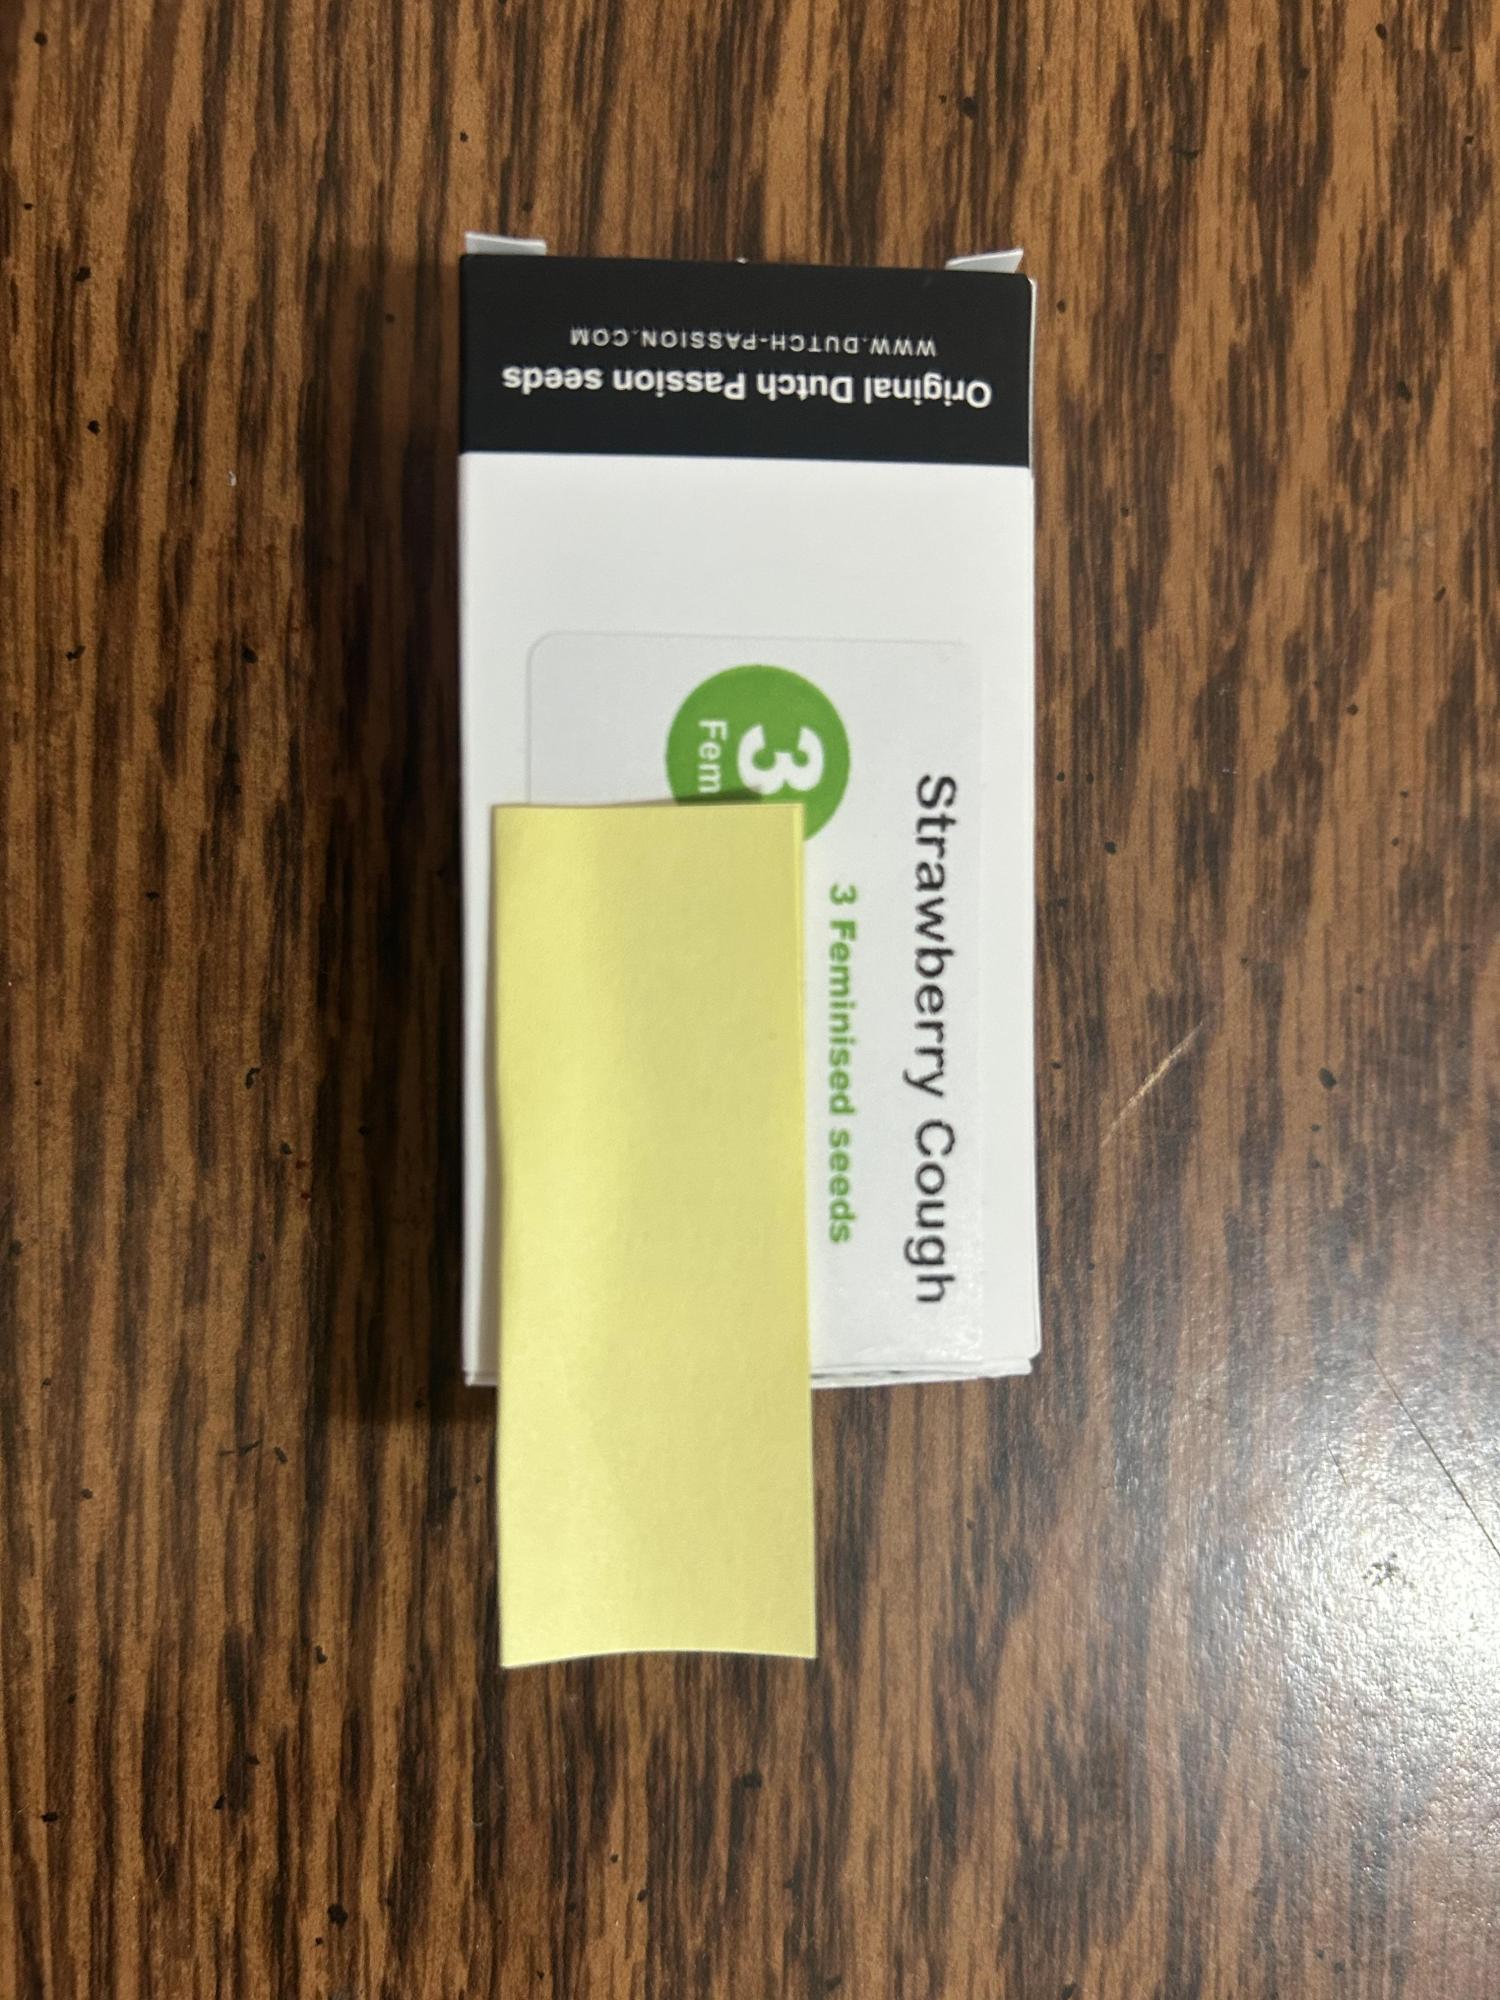 Original Dutch Passion seeds
WWW.DUTCH-PASSION.COM
Strawberry Cough
3 Feminised seeds
3
Fem